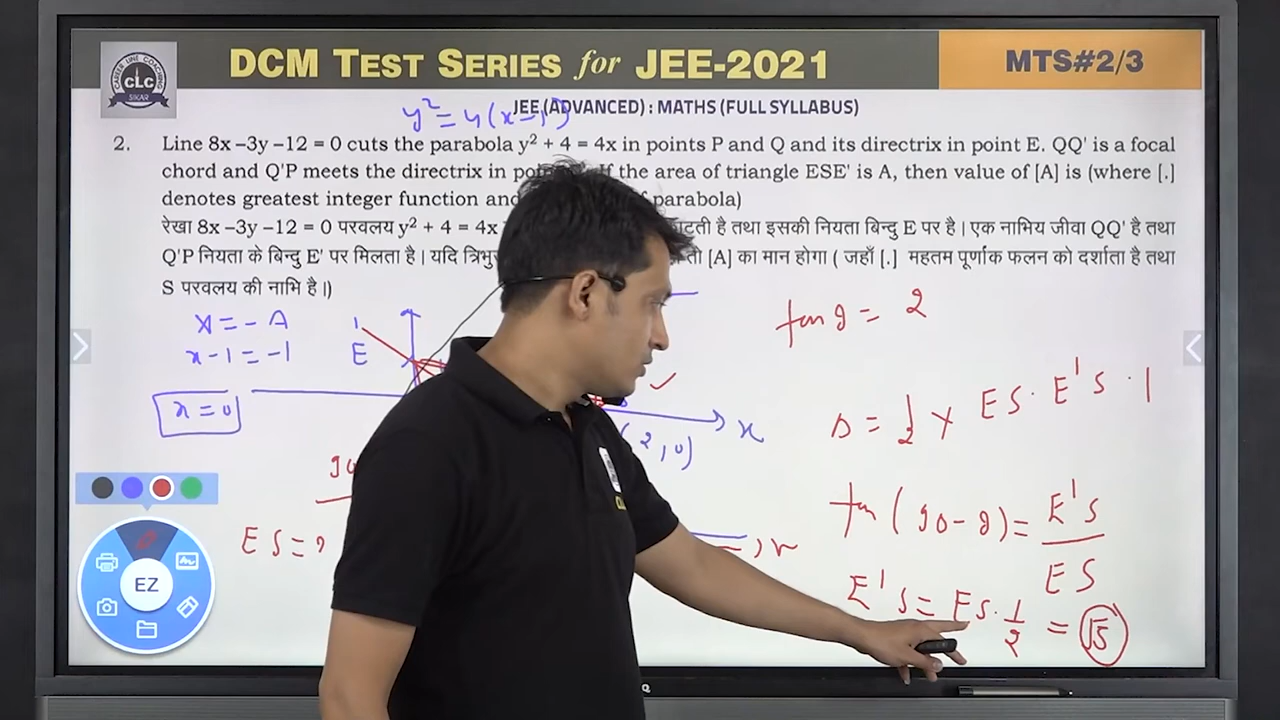 CAREER LINE COACHING
CLC
SIKAR
DCM TEST SERIES for JEE-2021
MTS#2/3
JEE (ADVANCED) : MATHS (FULL SYLLABUS)
y² = 4(x-1)
2. Line 8x –3y –12 = 0 cuts the parabola y² + 4 = 4x in points P and Q and its directrix in point E. QQ' is a focal
chord and Q'P meets the directrix in If the area of triangle ESE' is A, then value of [A] is (where [.]
denotes greatest integer function and parabola)
रेखा 8x –3y –12 = 0 परवलय y² + 4 = 4x है तथा इसकी नियता बिन्दु E पर है। एक नाभिय जीवा QQ' है तथा
Q'P नियता के बिन्दु E' पर मिलता है। यदि [A] का मान होगा ( जहाँ [.] महतम पूर्णांक फलन को दर्शाता है तथा
S परवलय की नाभि है।)
x = -A
x-1 = -1
x = 0
E
x
2, 0)
ES =
tan θ = 2
Δ = 1/2 × ES · E'S · 1
tan (90-θ) = E'S / ES
E'S = ES · 1/2 = √5
EZ